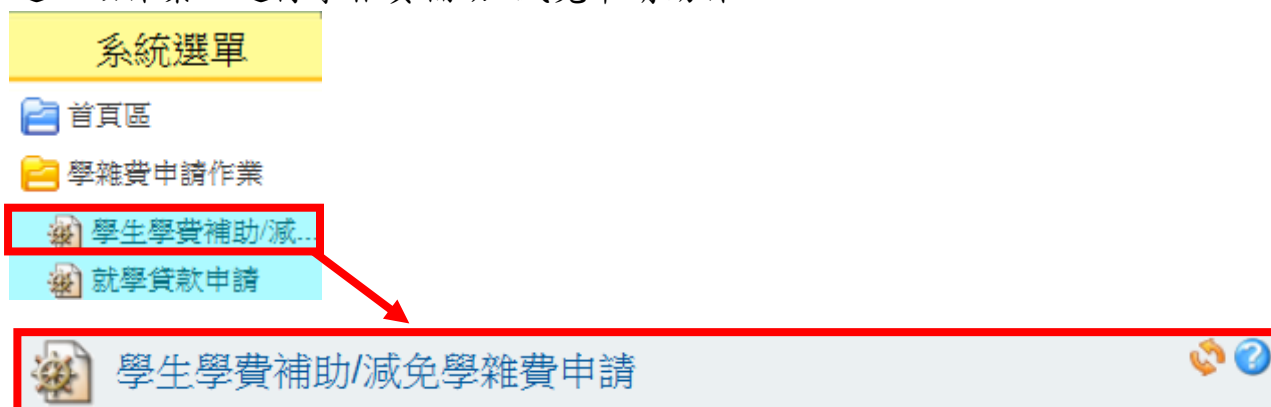 系統選單
首頁區
學雜費申請作業
學生學費補助/減...
就學貸款申請
學生學費補助/減免學雜費申請